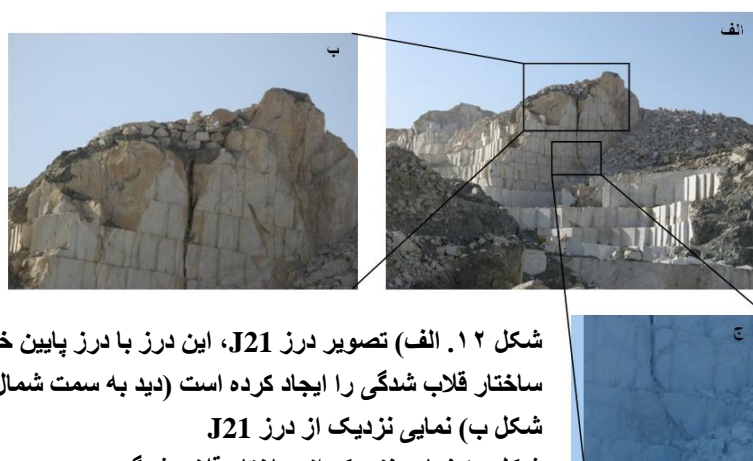 الف
ب
ج
شکل ۱۲. الف) تصویر درز J21، این درز با درز پایین
ساختار قلاب شدگی را ایجاد کرده است (دید به سمت شمال
شکل ب) نمایی نزدیک از درز J21